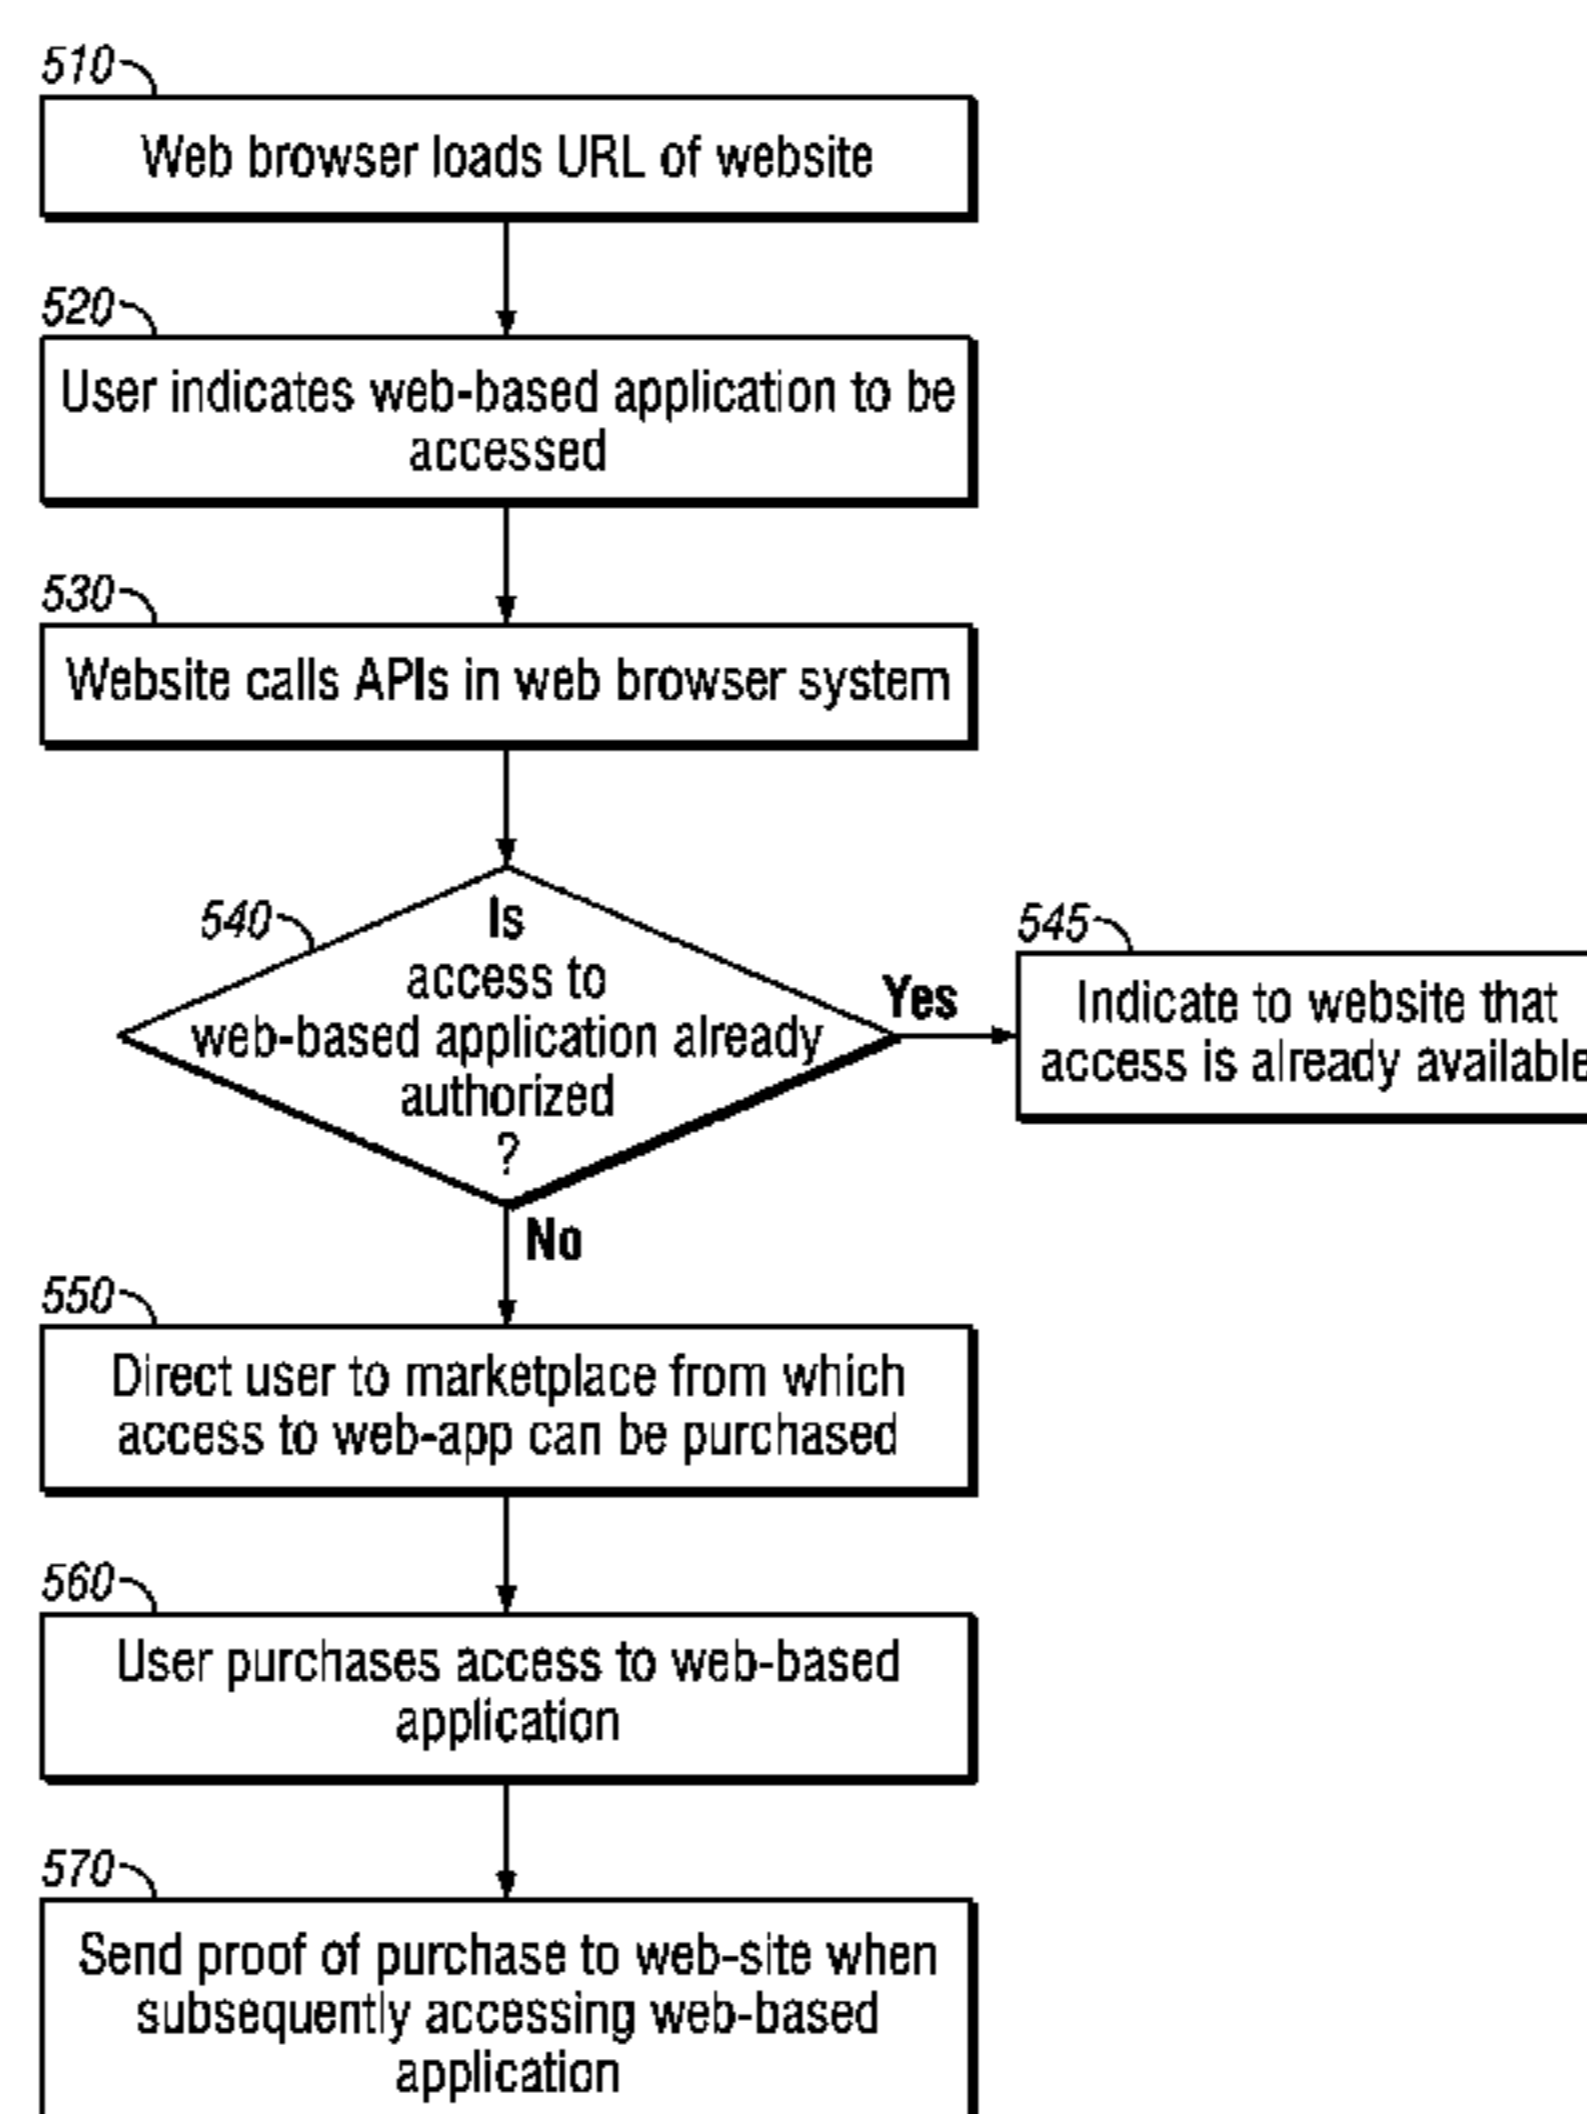 510
Web browser loads URL of website
520
User indicates web-based application to be
accessed
530
Website calls APIs in web browser system
540
Is
access to
web-based application already
authorized
?
Yes
545
Indicate to website that
access is already available
No
550
Direct user to marketplace from which
access to web-app can be purchased
560
User purchases access to web-based
application
570
Send proof of purchase to web-site when
subsequently accessing web-based
application